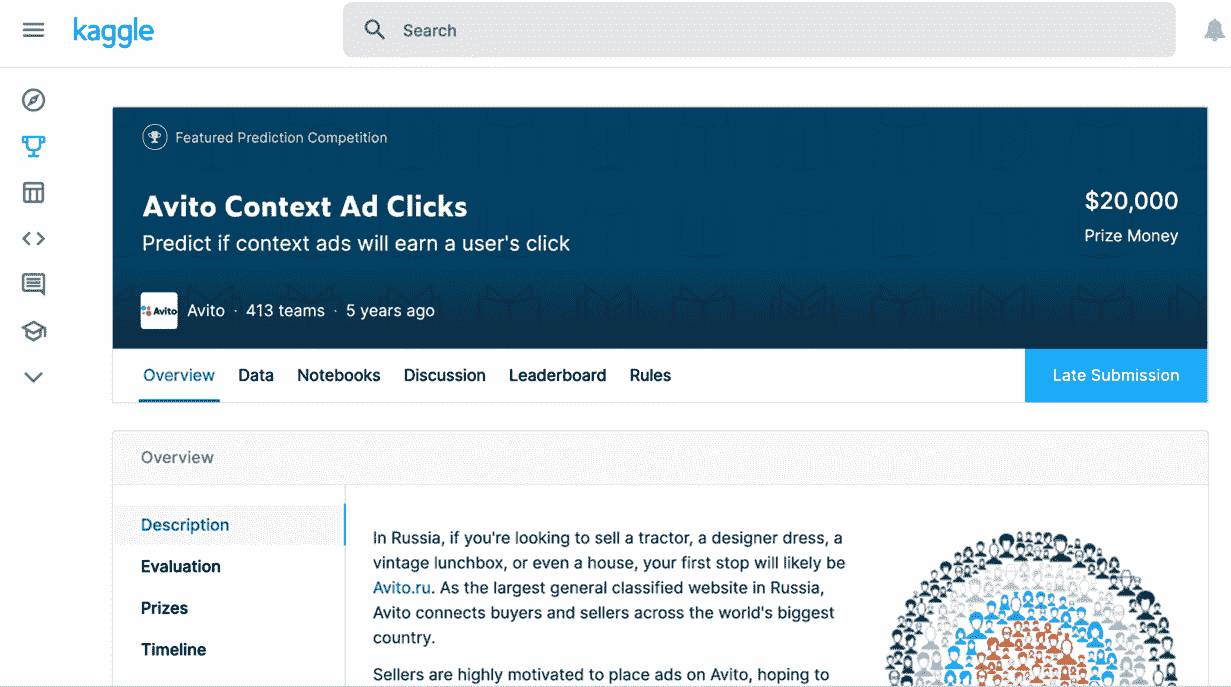 kaggle
Search
Featured Prediction Competition
Avito Context Ad Clicks
$20,000
Predict if context ads will earn a user's click
Prize Money
Avito
Avito · 413 teams · 5 years ago
Overview Data Notebooks Discussion Leaderboard Rules Late Submission
Overview
Description
Evaluation
Prizes
Timeline
In Russia, if you're looking to sell a tractor, a designer dress, a
vintage lunchbox, or even a house, your first stop will likely be
Avito.ru. As the largest general classified website in Russia,
Avito connects buyers and sellers across the world's biggest
country.
Sellers are highly motivated to place ads on Avito, hoping to